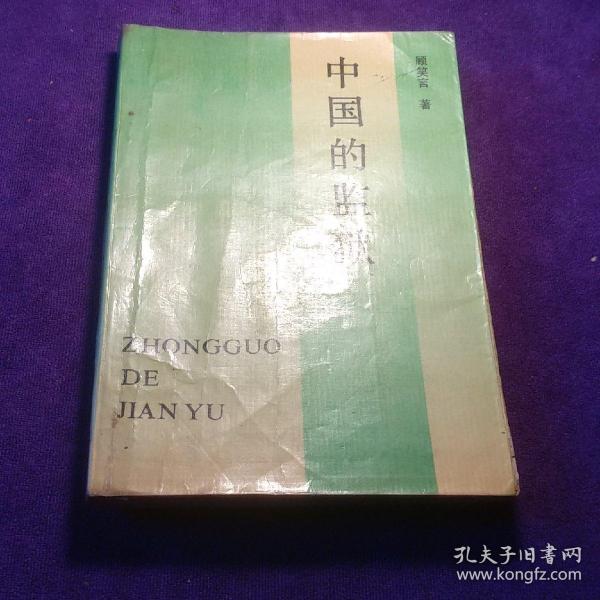 中国的监狱
顾笑言 著
ZHONGGUO
DE
JIAN YU
孔夫子旧書网
www.kongfz.com